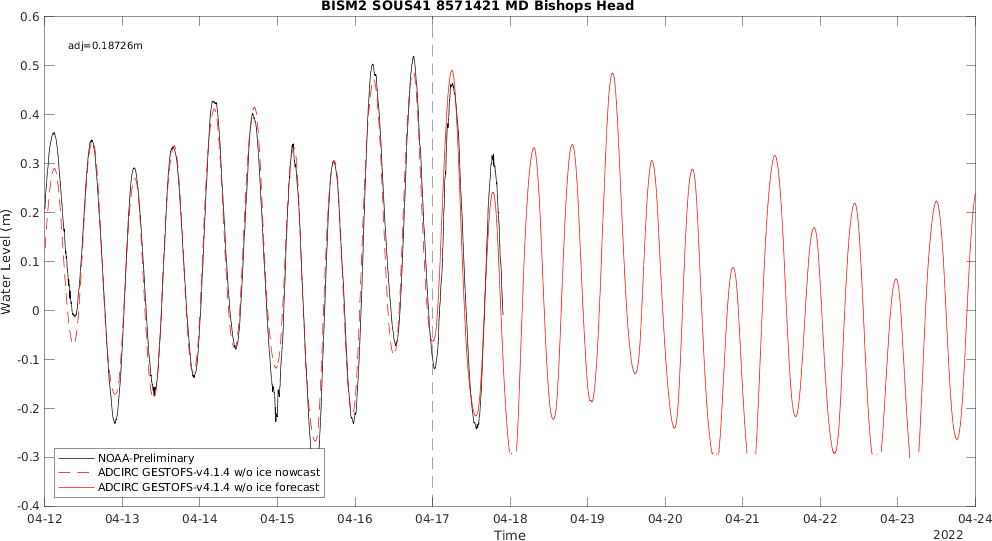 BISM2 SOUS41 8571421 MD Bishops Head
adj=0.18726m
0.6
0.5
0.4
0.3
0.2
0.1
0
-0.1
-0.2
-0.3
-0.4
Water Level (m)
NOAA-Preliminary
ADCIRC GESTOFS-v4.1.4 w/o ice nowcast
ADCIRC GESTOFS-v4.1.4 w/o ice forecast
04-12 04-13 04-14 04-15 04-16 04-17 04-18 04-19 04-20 04-21 04-22 04-23 04-24
Time
2022